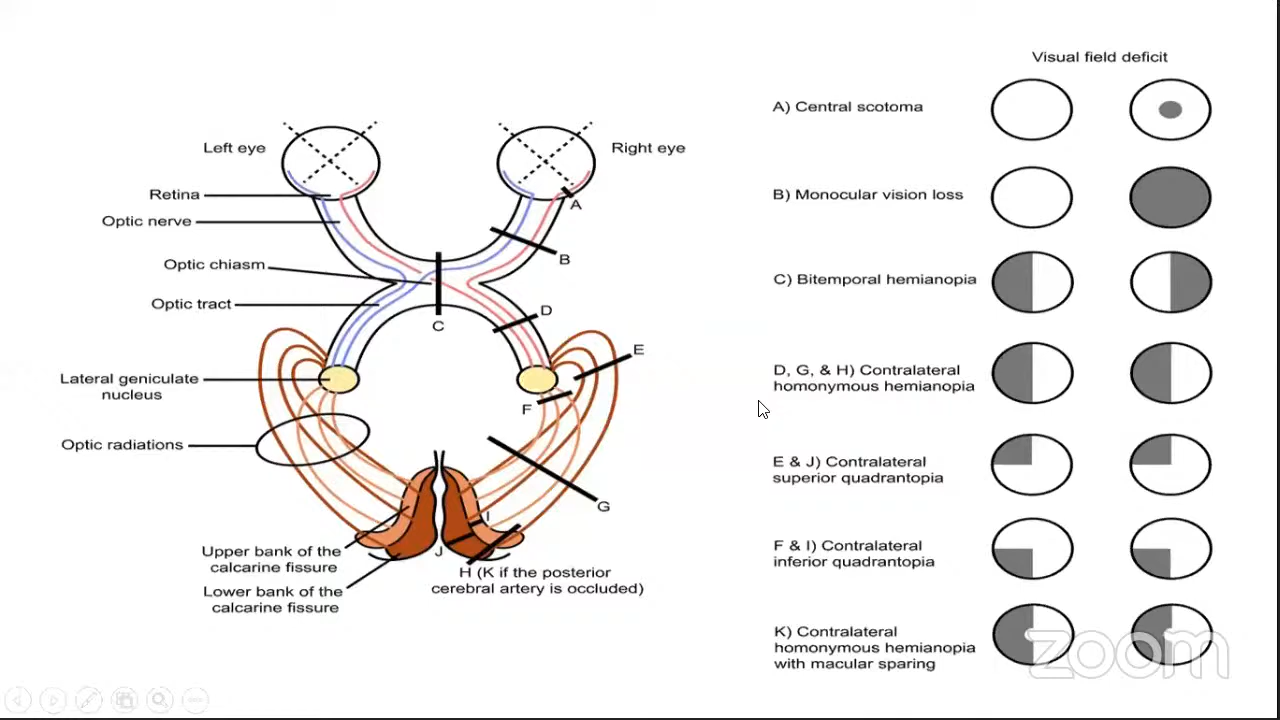 Visual field deficit
Left eye
Right eye
Retina
Optic nerve
Optic chiasm
Optic tract
Lateral geniculate
nucleus
Optic radiations
Upper bank of the
calcarine fissure
Lower bank of the
calcarine fissure
A
B
C
D
E
F
G
I
J
H (K if the posterior
cerebral artery is occluded)
A) Central scotoma
B) Monocular vision loss
C) Bitemporal hemianopia
D, G, & H) Contralateral
homonymous hemianopia
E & J) Contralateral
superior quadrantopia
F & I) Contralateral
inferior quadrantopia
K) Contralateral
homonymous hemianopia
with macular sparing
zoom